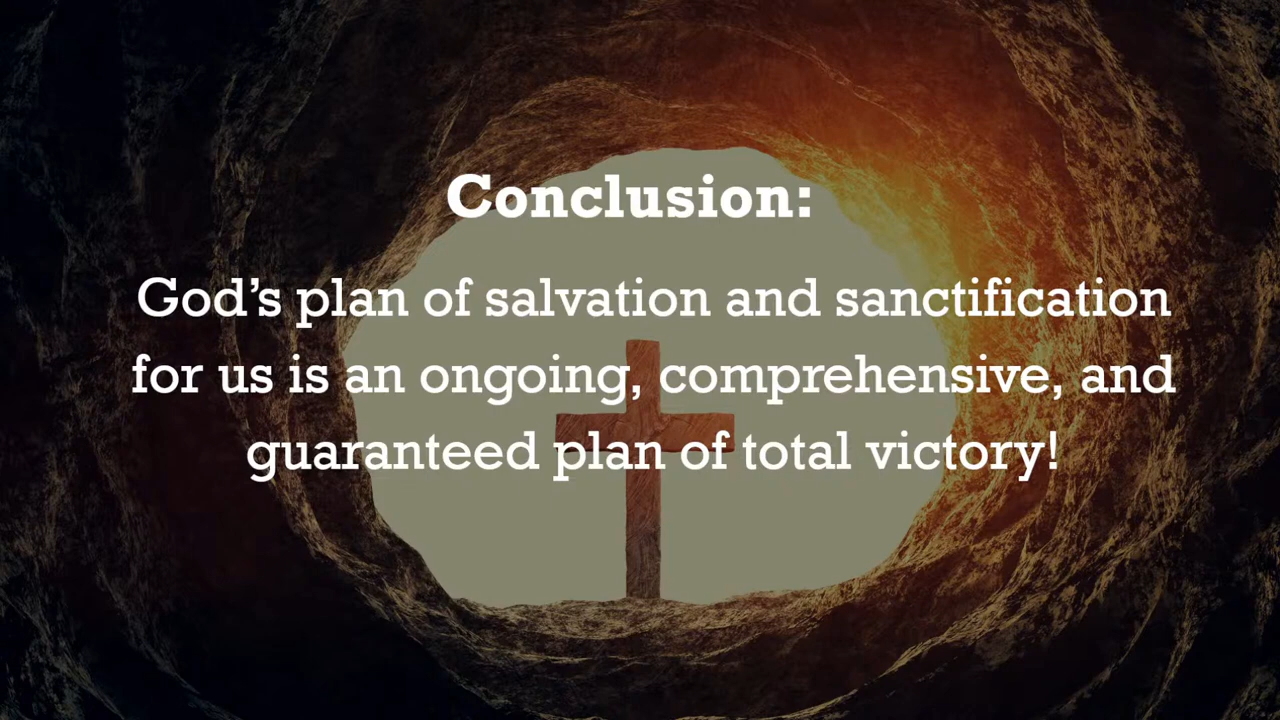 Conclusion:
God’s plan of salvation and sanctification
for us is an ongoing, comprehensive, and
guaranteed plan of total victory!